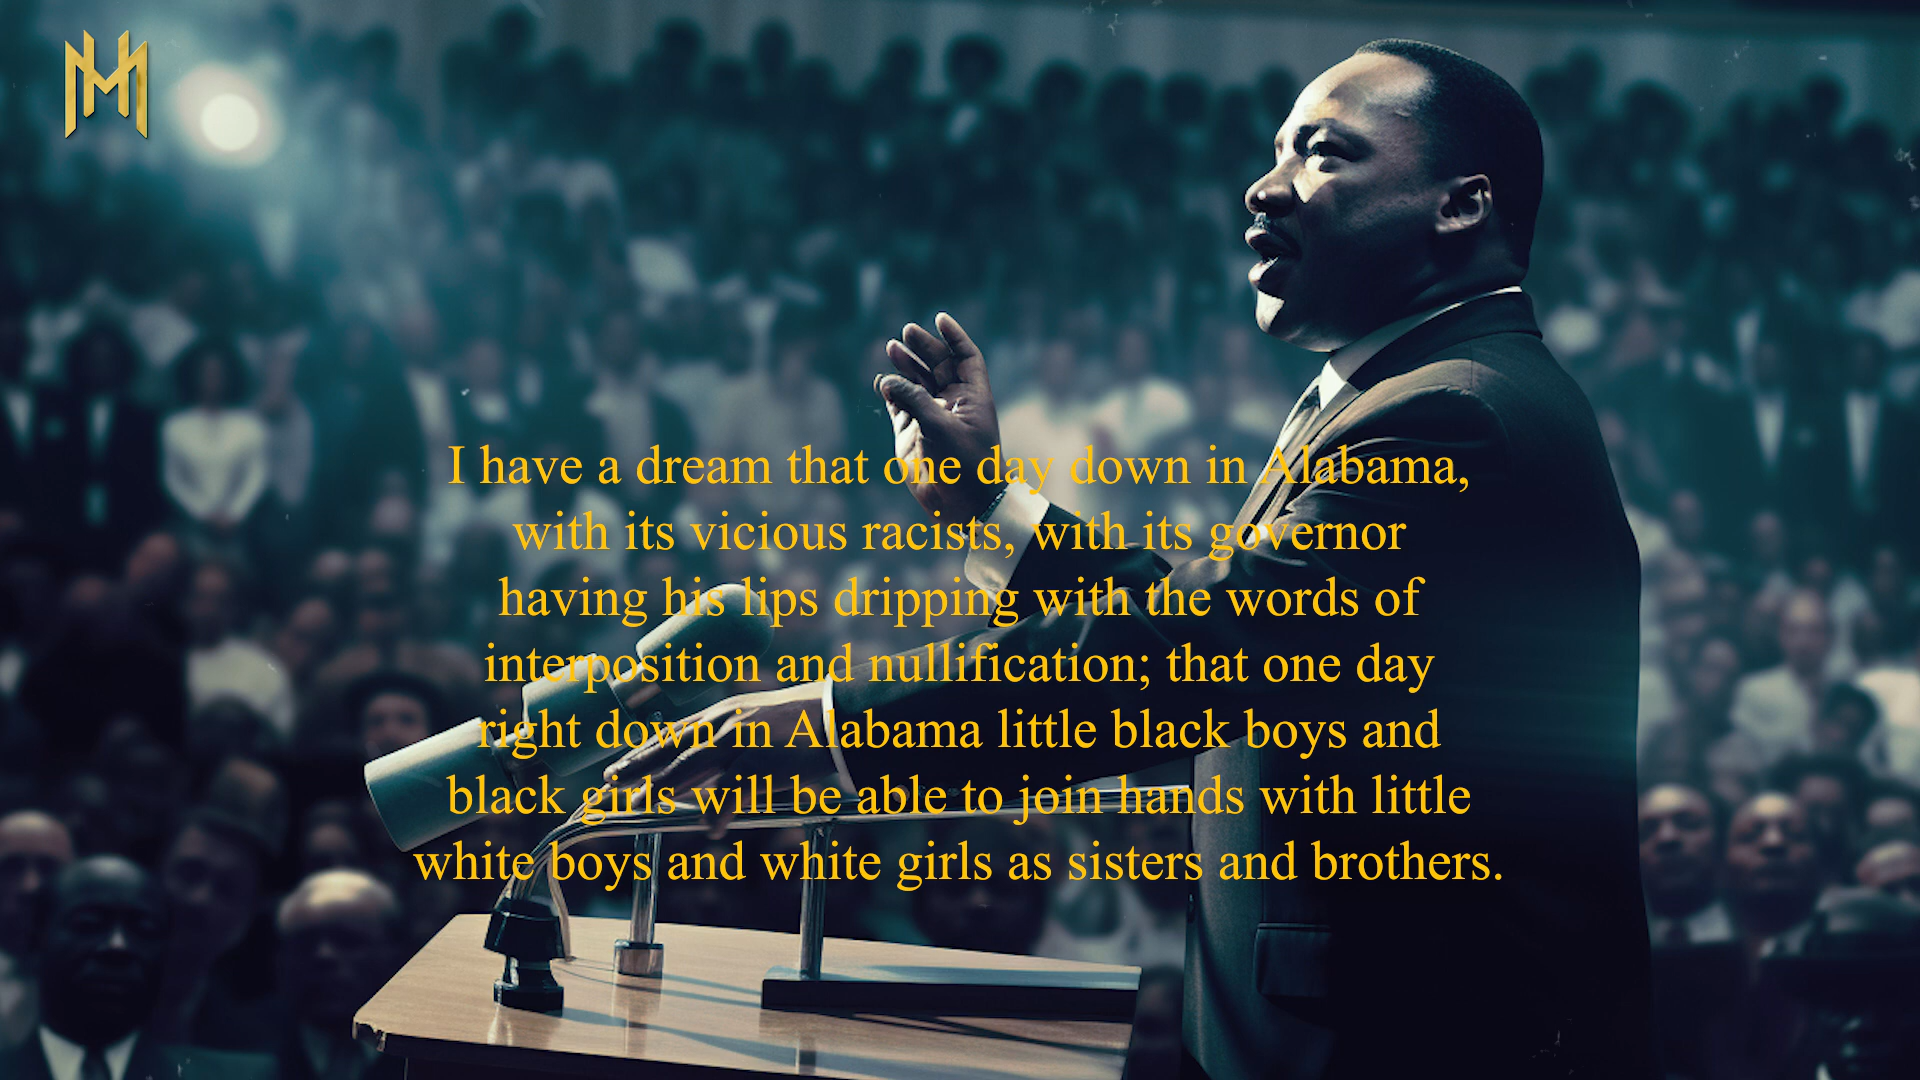 I have a dream that one day down in Alabama,
with its vicious racists, with its governor
having his lips dripping with the words of
interposition and nullification; that one day
right down in Alabama little black boys and
black girls will be able to join hands with little
white boys and white girls as sisters and brothers.